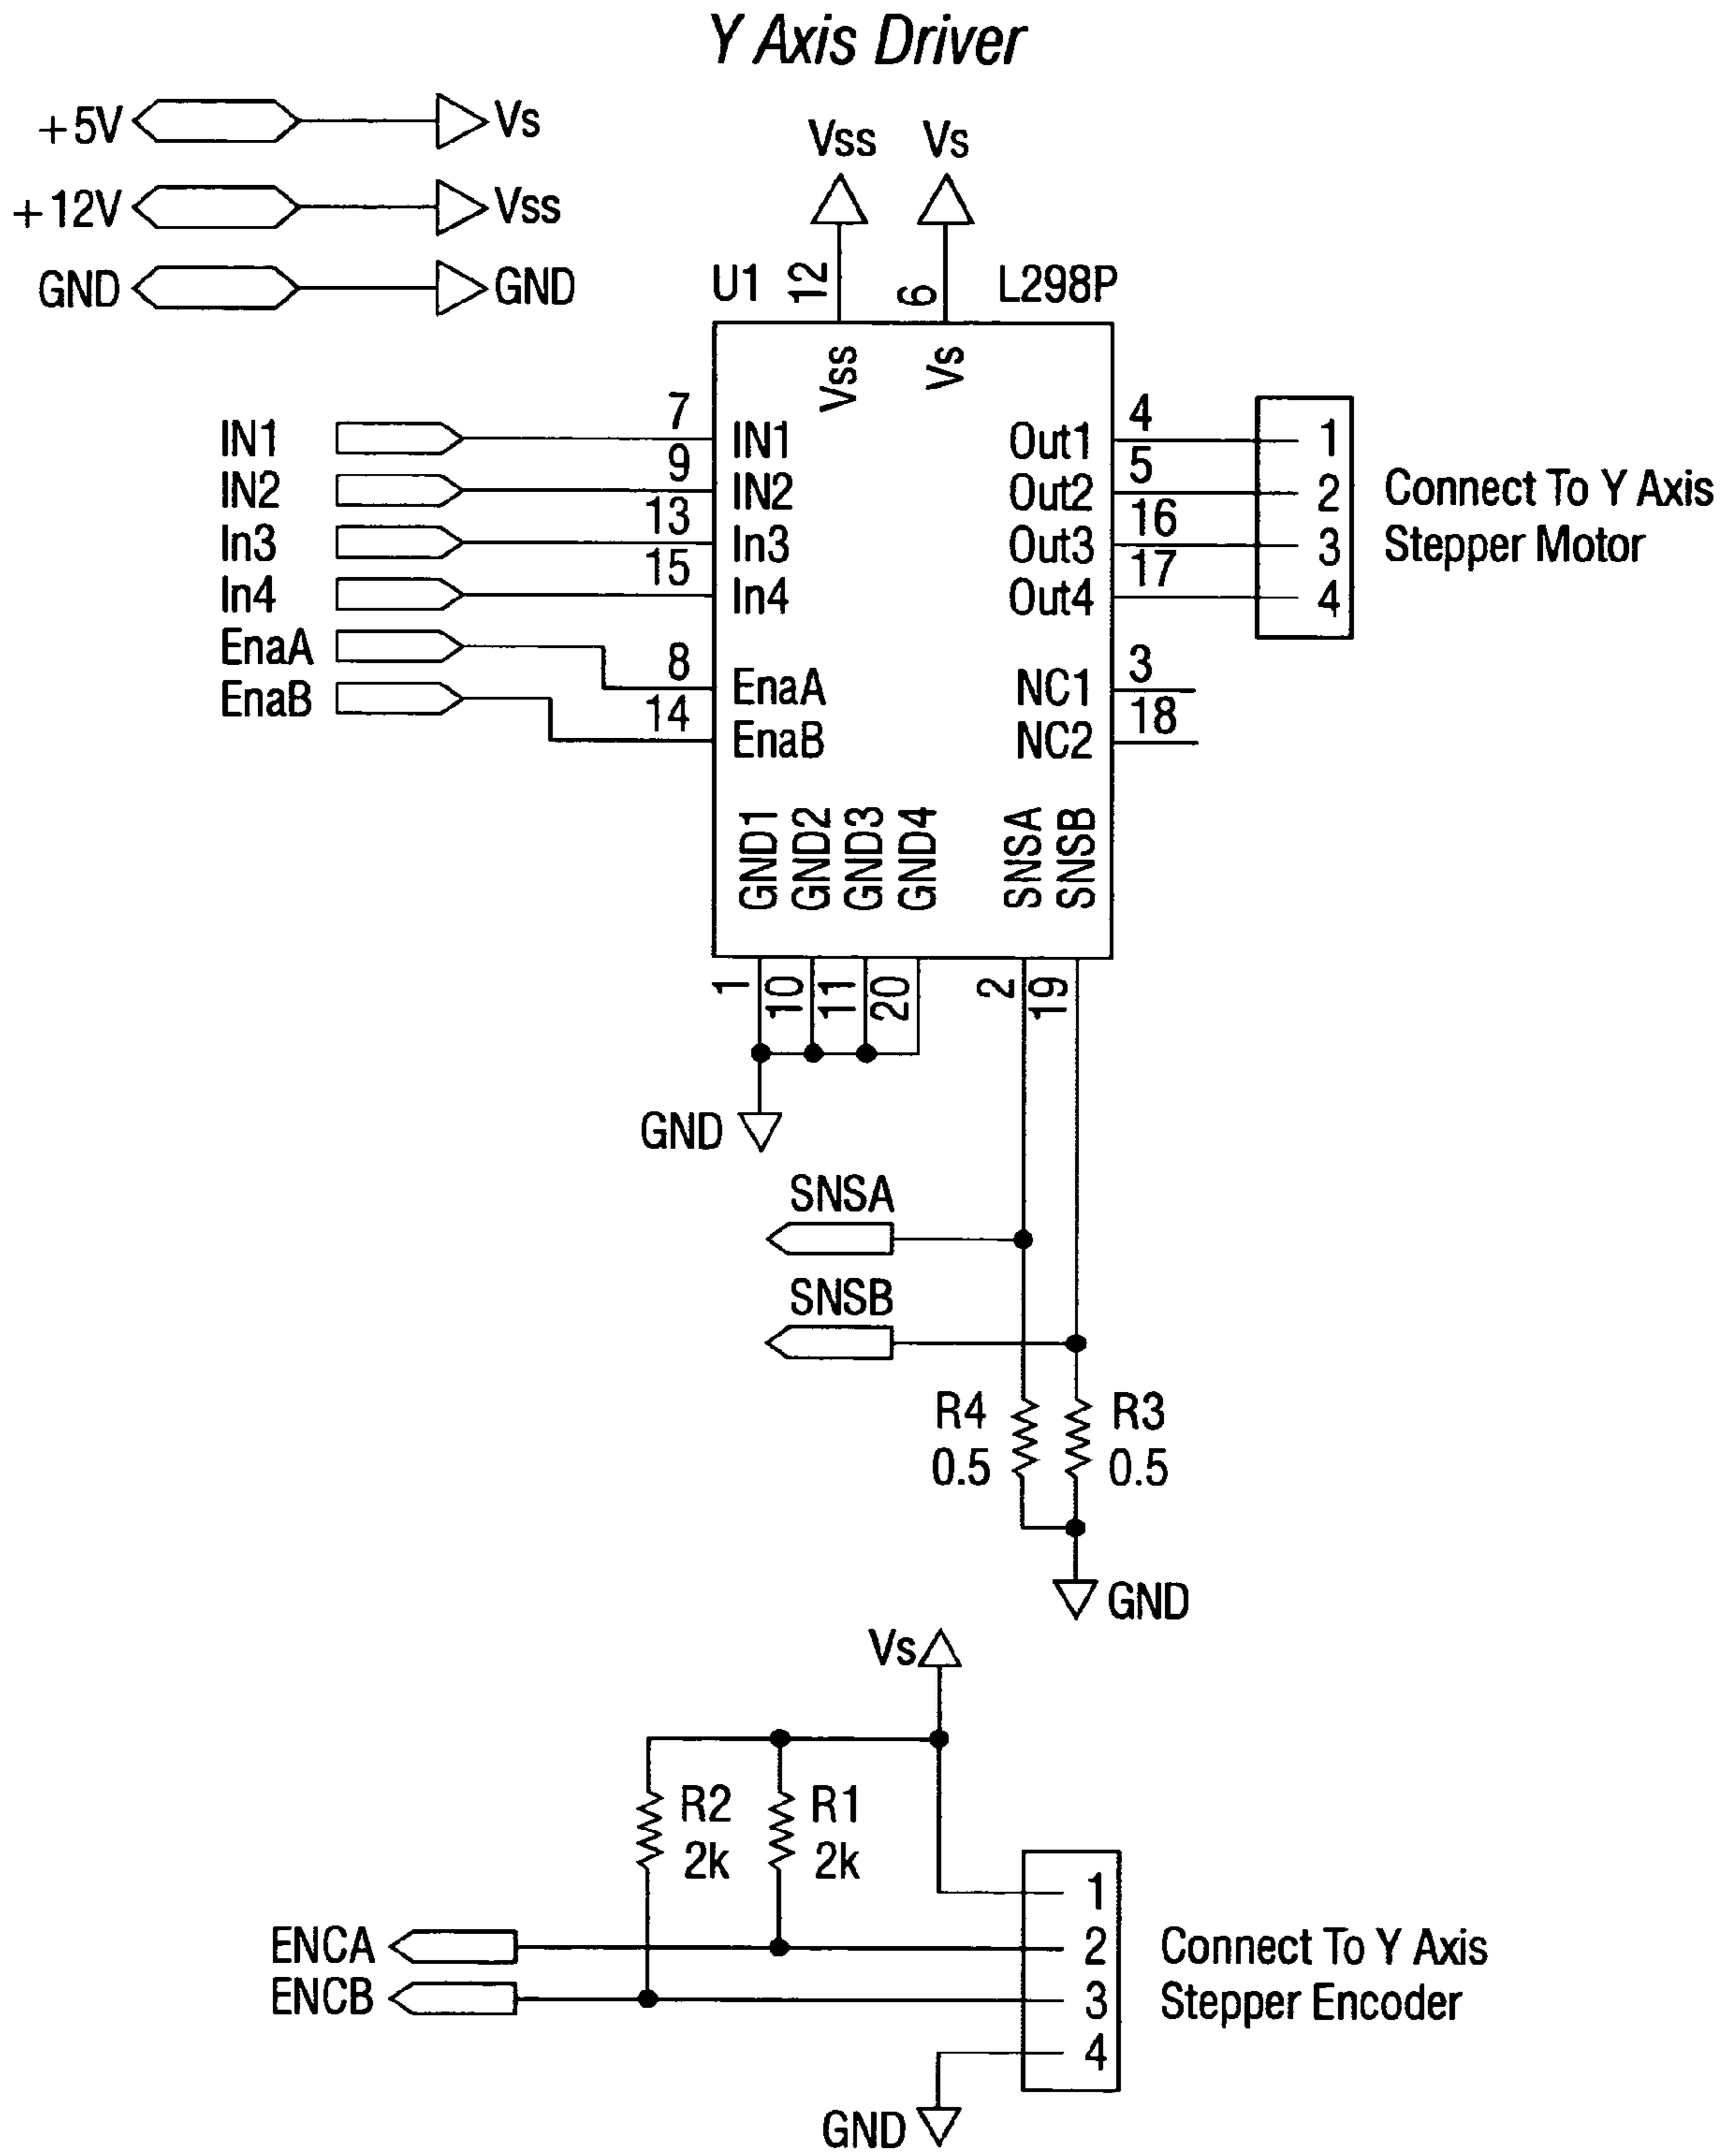 Y Axis Driver
+5V Vs
+12V Vss
GND GND
Vss Vs
U1 12 6 L298P
Vss Vs
IN1 7 IN1 Out1 4 1
IN2 9 IN2 Out2 5 2
In3 13 In3 Out3 16 3
In4 15 In4 Out4 17 4
Connect To Y Axis
Stepper Motor
EnaA 8 EnaA NC1 3
EnaB 14 EnaB NC2 18
GND1 GND2 GND3 GND4 SNSA SNSB
1 10 11 20 2 19
GND
SNSA
SNSB
R4 R3
0.5 0.5
GND
Vs
R2 R1
2k 2k
1
ENCA 2
ENCB 3
4
Connect To Y Axis
Stepper Encoder
GND